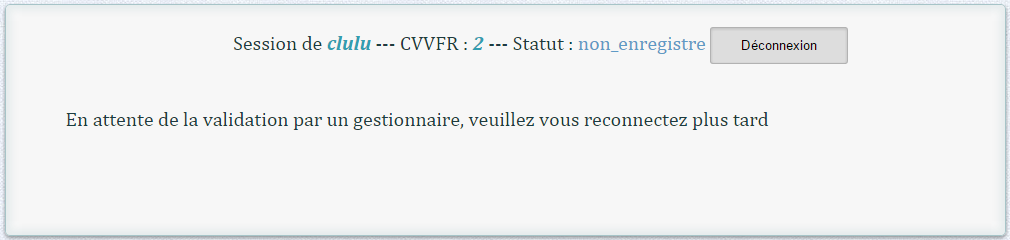 Session de clulu --- CVVFR : 2 --- Statut : non_enregistre Déconnexion
En attente de la validation par un gestionnaire, veuillez vous reconnectez plus tard